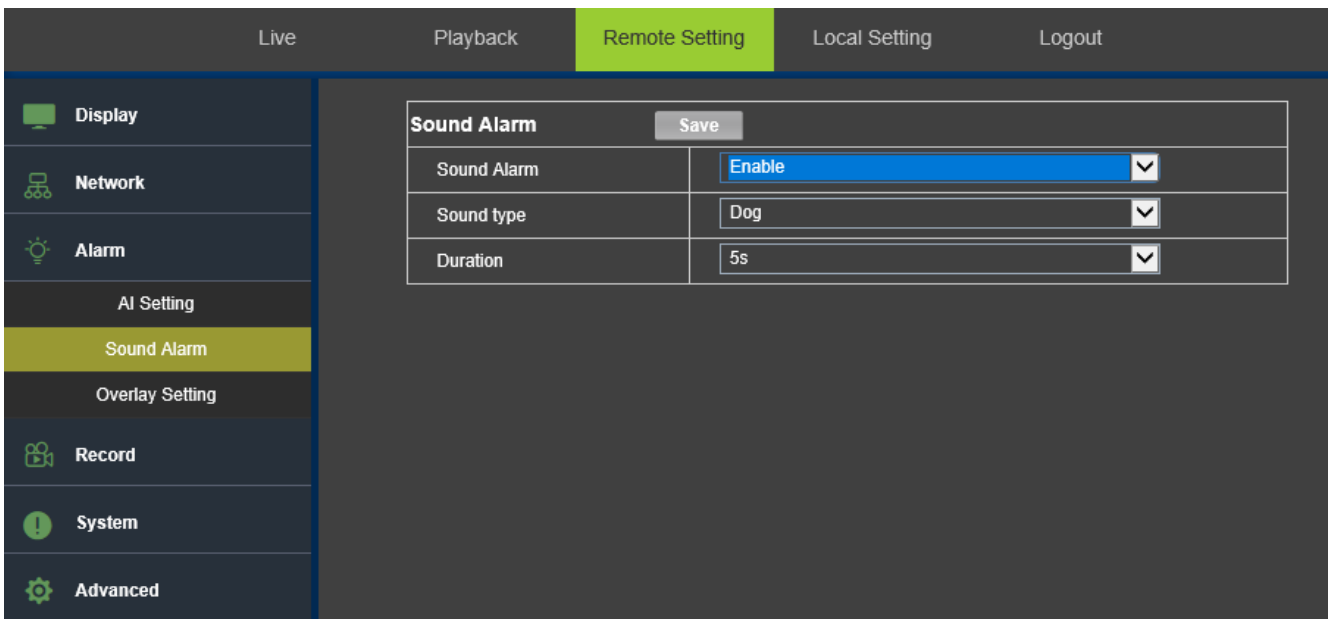 Live Playback Remote Setting Local Setting Logout
Display
Network
Alarm
AI Setting
Sound Alarm
Overlay Setting
Record
System
Advanced
Sound Alarm Save
Sound Alarm Enable
Sound type Dog
Duration 5s